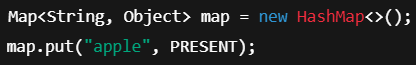 Map<String, Object> map = new HashMap<>();
map.put("apple", PRESENT);